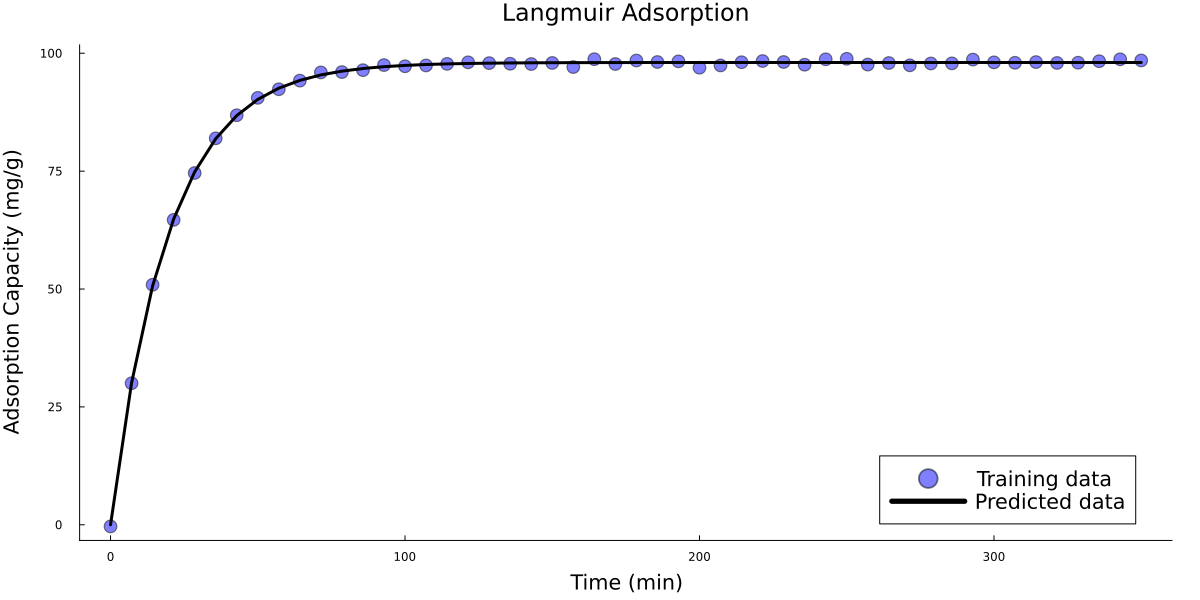 Langmuir Adsorption
Adsorption Capacity (mg/g)
100
75
50
25
0
0 100 200 300
Time (min)
Training data
Predicted data